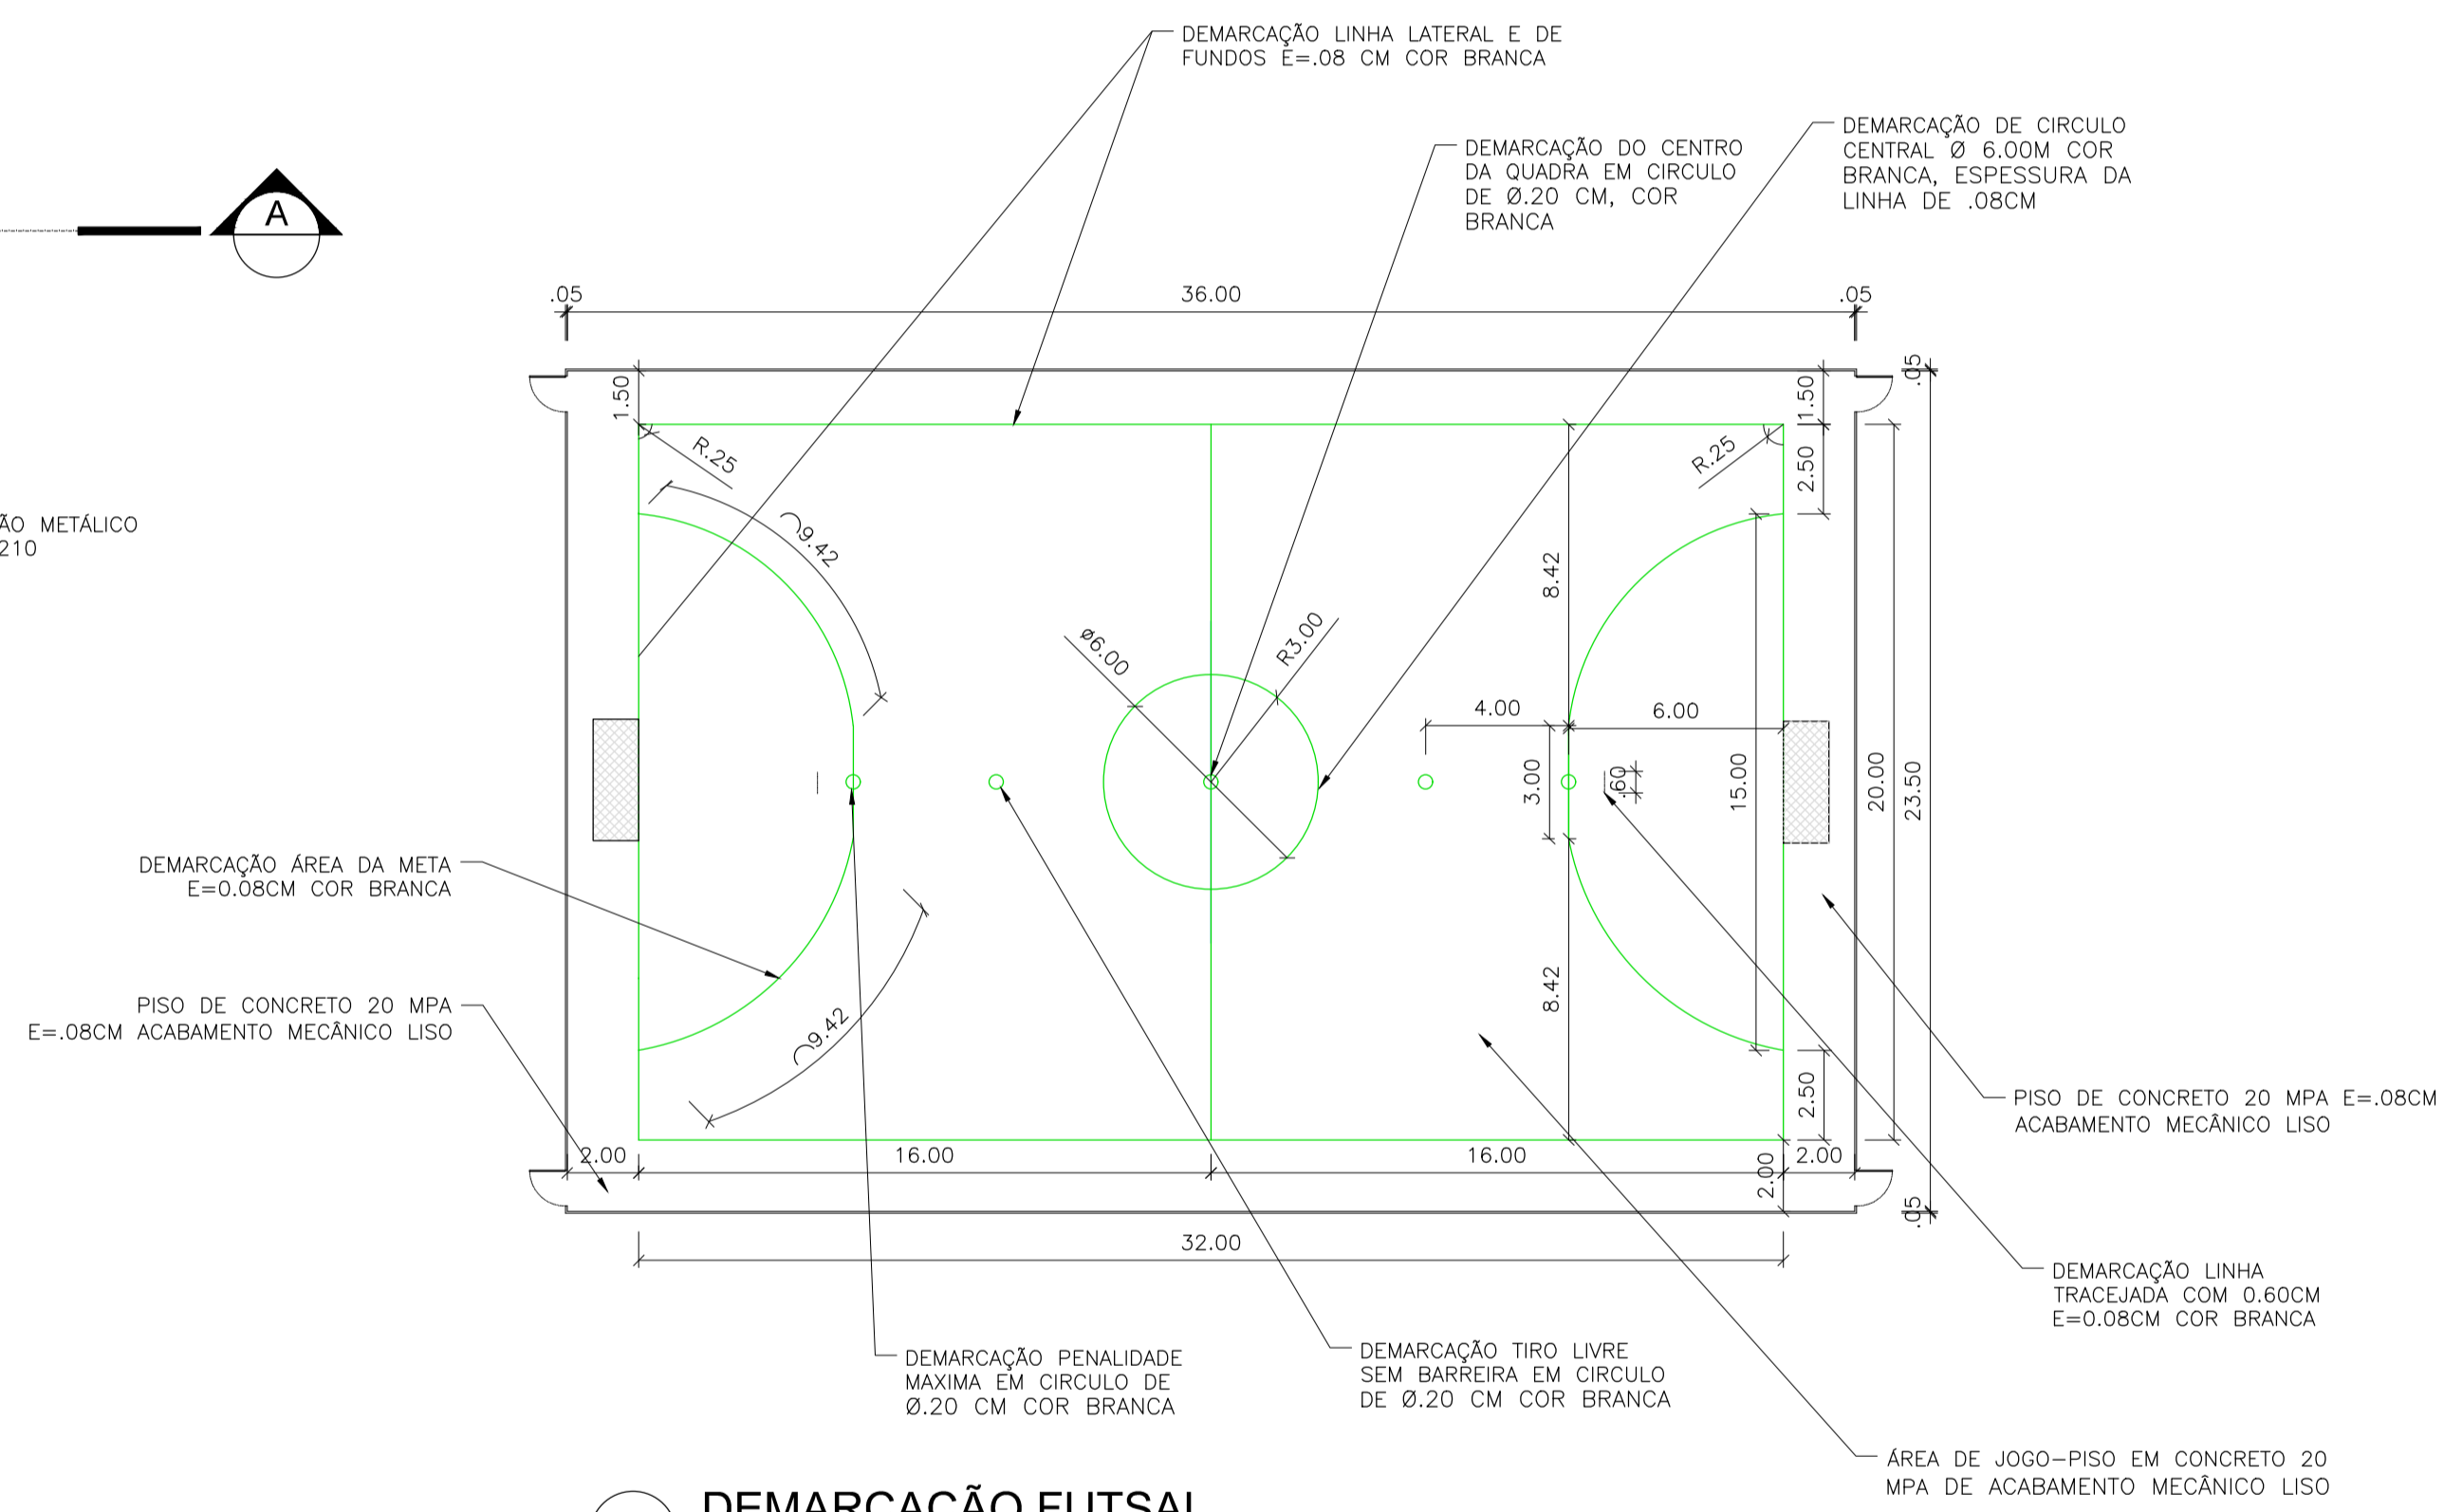 DEMARCAÇÃO LINHA LATERAL E DE
FUNDOS E=.08 CM COR BRANCA
DEMARCAÇÃO DO CENTRO
DA QUADRA EM CIRCULO
DE Ø.20 CM, COR
BRANCA
DEMARCAÇÃO DE CIRCULO
CENTRAL Ø 6.00M COR
BRANCA, ESPESSURA DA
LINHA DE .08CM
A
.05
36.00
.05
1.50
1.50
.05
R.25
R.25
2.50
ÃO METÁLICO
210
9.42
8.42
Ø6.00
R3.00
4.00
6.00
3.00
.60
15.00
20.00
23.50
DEMARCAÇÃO ÁREA DA META
E=0.08CM COR BRANCA
PISO DE CONCRETO 20 MPA
E=.08CM ACABAMENTO MECÂNICO LISO
9.42
8.42
2.50
PISO DE CONCRETO 20 MPA E=.08CM
ACABAMENTO MECÂNICO LISO
2.00
16.00
16.00
2.00
2.00
.05
32.00
DEMARCAÇÃO LINHA
TRACEJADA COM 0.60CM
E=0.08CM COR BRANCA
DEMARCAÇÃO PENALIDADE
MAXIMA EM CIRCULO DE
Ø.20 CM COR BRANCA
DEMARCAÇÃO TIRO LIVRE
SEM BARREIRA EM CIRCULO
DE Ø.20 CM COR BRANCA
ÁREA DE JOGO-PISO EM CONCRETO 20
MPA DE ACABAMENTO MECÂNICO LISO
DEMARCAÇÃO FUTSAL